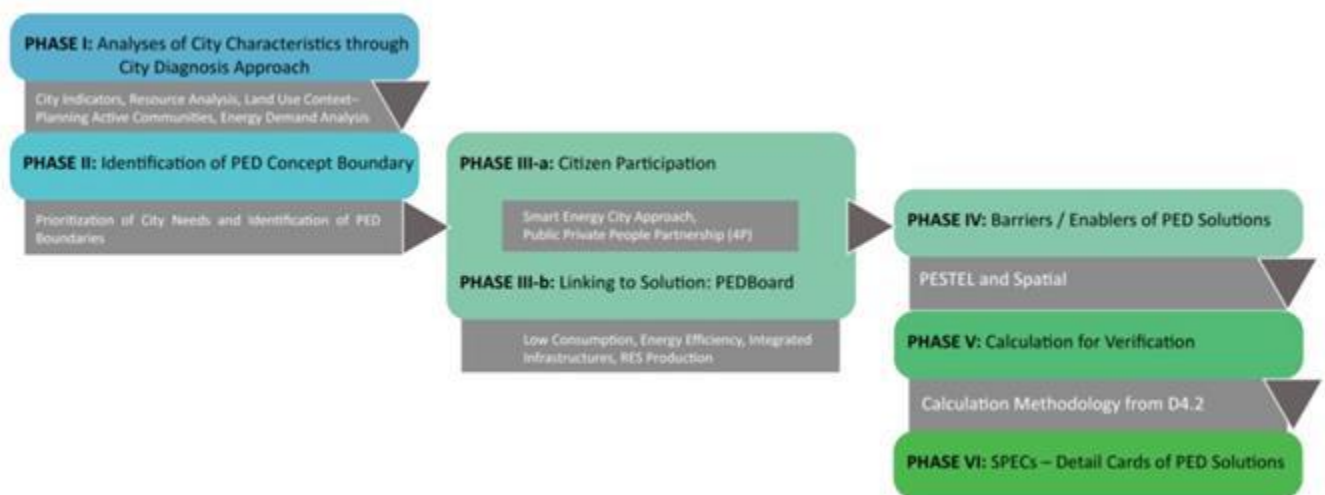 PHASE I: Analyses of City Characteristics through
City Diagnosis Approach
City Indicators, Resource Analysis, Land Use Context–
Planning Active Communities, Energy Demand Analysis
PHASE II: Identification of PED Concept Boundary
Prioritization of City Needs and Identification of PED
Boundaries
PHASE III-a: Citizen Participation
Smart Energy City Approach,
Public Private People Partnership (4P)
PHASE III-b: Linking to Solution: PEDBoard
Low Consumption, Energy Efficiency, Integrated
Infrastructures, RES Production
PHASE IV: Barriers / Enablers of PED Solutions
PESTEL and Spatial
PHASE V: Calculation for Verification
Calculation Methodology from D4.2
PHASE VI: SPECs – Detail Cards of PED Solutions